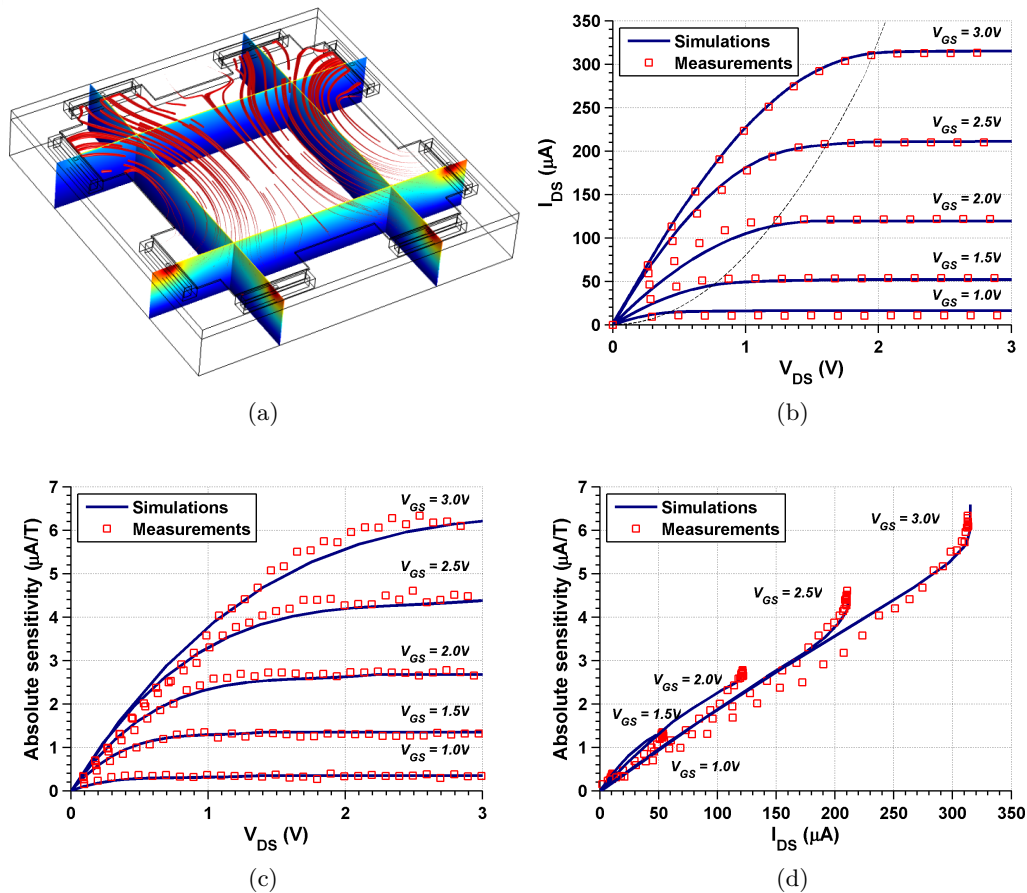 (a)
I_DS (μA)
350
300
250
200
150
100
50
0
0 1 2 3
V_DS (V)
Simulations
Measurements
V_GS = 3.0V
V_GS = 2.5V
V_GS = 2.0V
V_GS = 1.5V
V_GS = 1.0V
(b)
Absolute sensitivity (μA/T)
7
6
5
4
3
2
1
0
0 1 2 3
V_DS (V)
Simulations
Measurements
V_GS = 3.0V
V_GS = 2.5V
V_GS = 2.0V
V_GS = 1.5V
V_GS = 1.0V
(c)
Absolute sensitivity (μA/T)
7
6
5
4
3
2
1
0
0 50 100 150 200 250 300 350
I_DS (μA)
Simulations
Measurements
V_GS = 3.0V
V_GS = 2.5V
V_GS = 2.0V
V_GS = 1.5V
V_GS = 1.0V
(d)